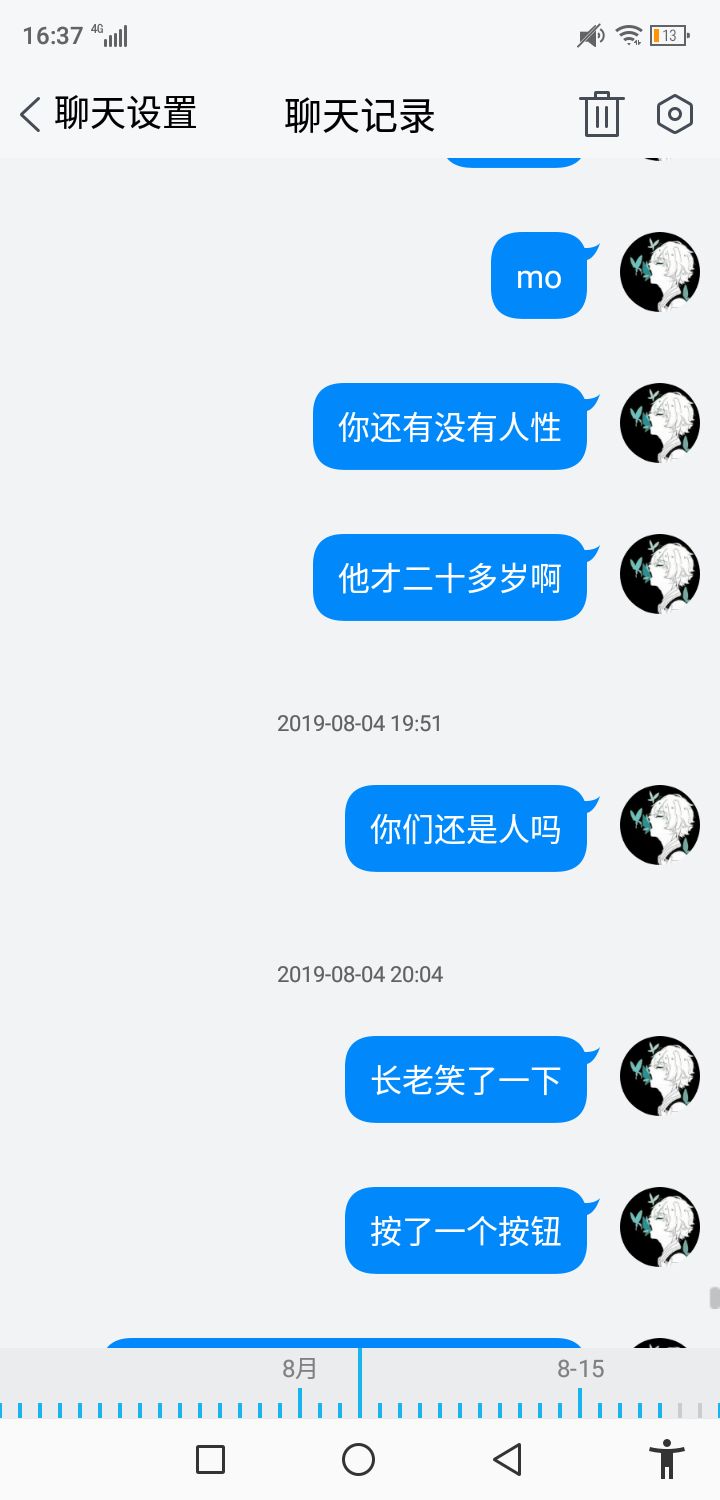 16:37 4G 13
聊天设置 聊天记录
mo
你还有没有人性
他才二十多岁啊
2019-08-04 19:51
你们还是人吗
2019-08-04 20:04
长老笑了一下
按了一个按钮
8月 8-15